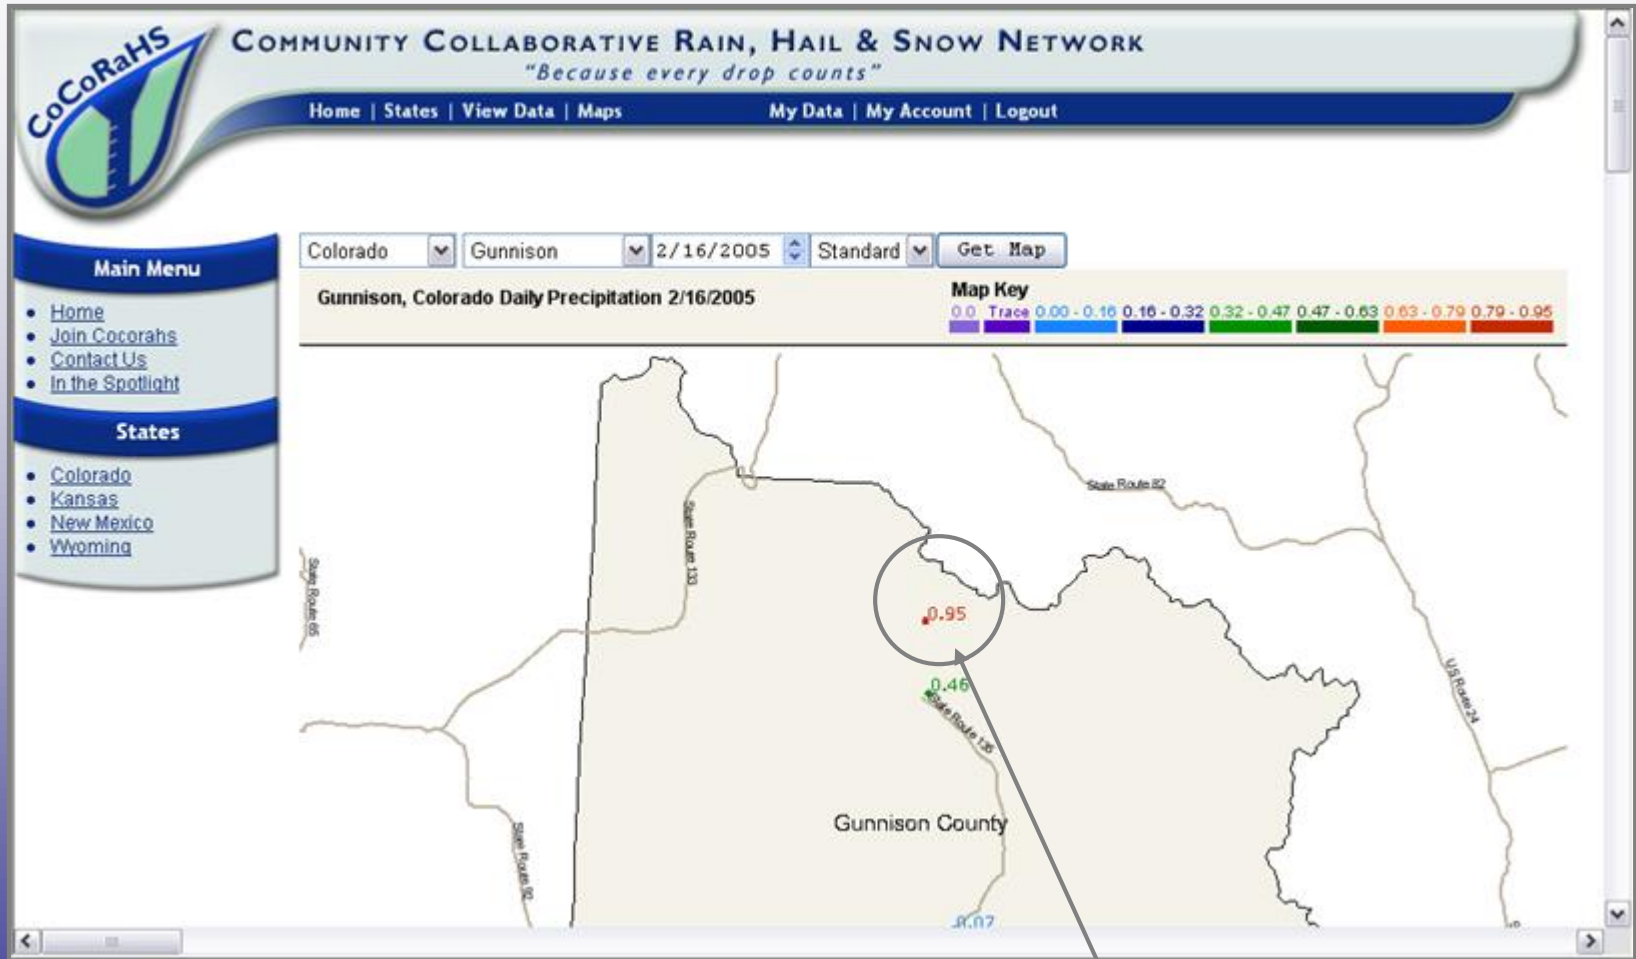 CoCoRaHS
COMMUNITY COLLABORATIVE RAIN, HAIL & SNOW NETWORK
"Because every drop counts"
Home | States | View Data | Maps My Data | My Account | Logout
Colorado Gunnison 2/16/2005 Standard Get Map
Main Menu
Home
Join Cocorahs
Contact Us
In the Spotlight
States
Colorado
Kansas
New Mexico
Wyoming
Gunnison, Colorado Daily Precipitation 2/16/2005
Map Key
0.0 Trace 0.00 - 0.16 0.16 - 0.32 0.32 - 0.47 0.47 - 0.63 0.63 - 0.79 0.79 - 0.95
State Route 82
State Route 133
State Route 65
0.95
0.46
State Route 135
US Route 24
Gunnison County
State Route 92
0.07